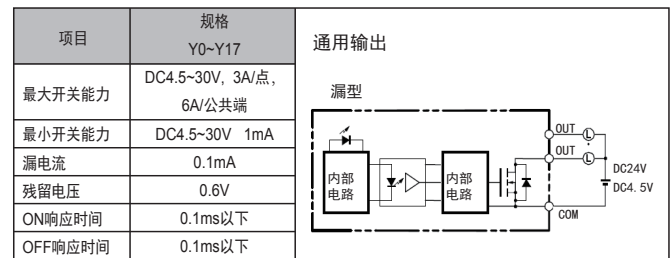 项目
规格
Y0~Y17
最大开关能力
DC4.5~30V, 3A/点,
6A/公共端
最小开关能力
DC4.5~30V 1mA
漏电流
0.1mA
残留电压
0.6V
ON响应时间
0.1ms以下
OFF响应时间
0.1ms以下
通用输出
漏型
内部
电路
内部
电路
OUT
L
OUT
L
DC24V
DC4.5V
COM